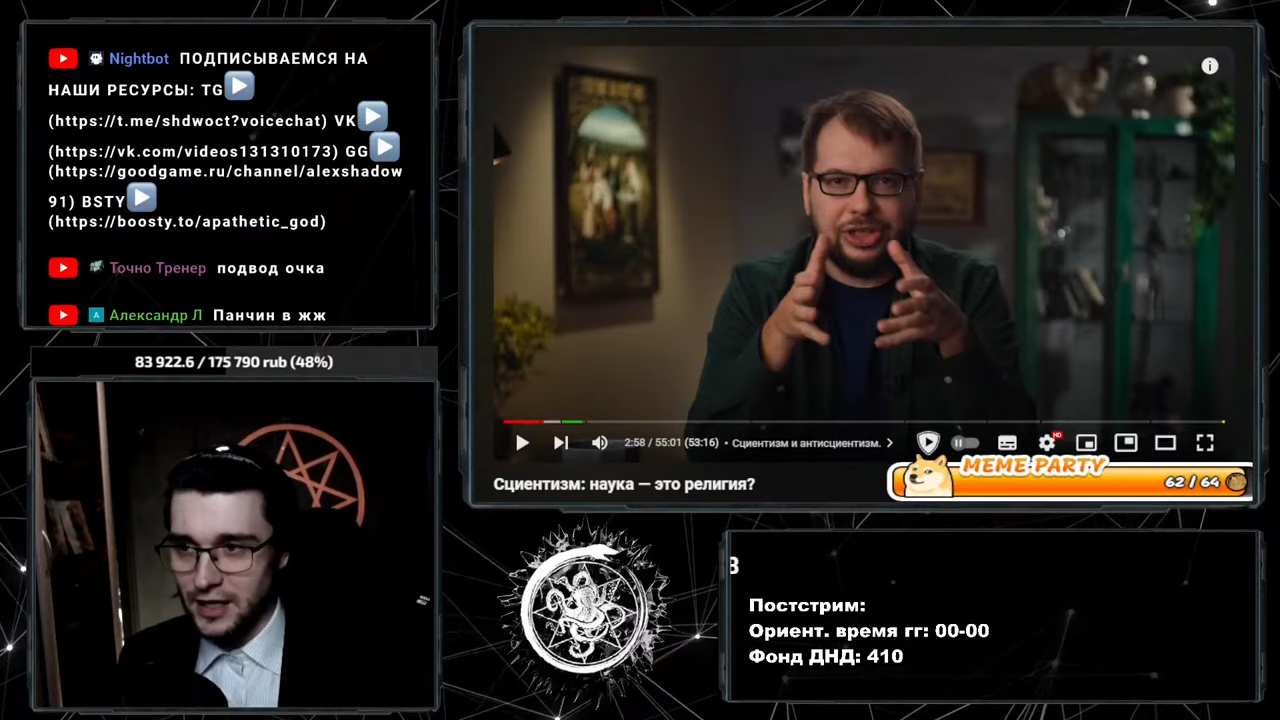 Nightbot ПОДПИСЫВАЕМСЯ НА
НАШИ РЕСУРСЫ: TG
(https://t.me/shdwoct?voicechat) VK
(https://vk.com/videos131310173) GG
(https://goodgame.ru/channel/alexshadow
91) BSTY
(https://boosty.to/apathetic_god)
Точно Тренер подвод очка
А Александр Л Панчин в жж
83 922.6 / 175 790 rub (48%)
2:58 / 55:01 (53:16) • Сциентизм и антисциентизм.
HD
MEME PARTY
62 / 64
Сциентизм: наука — это религия?
Постстрим:
Ориент. время гг: 00-00
Фонд ДНД: 410